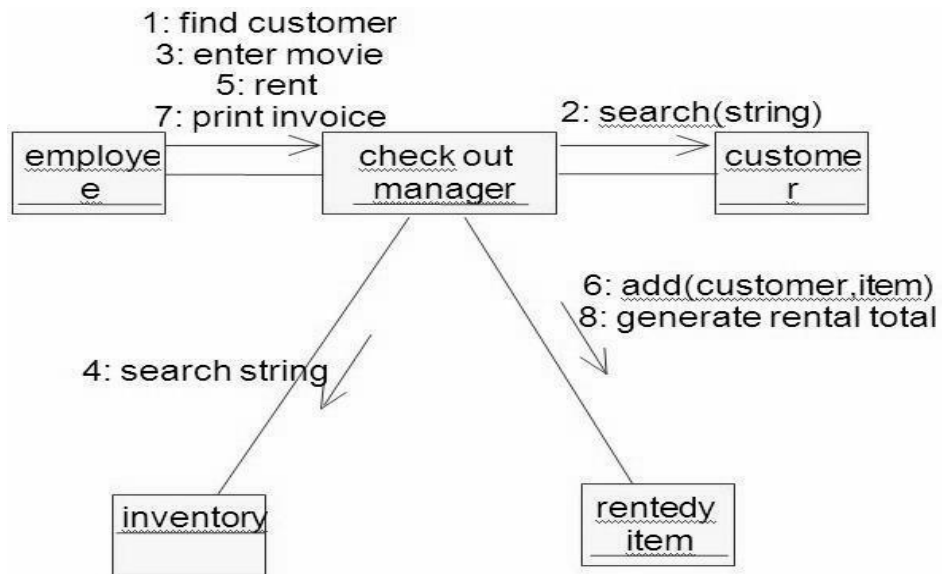 1: find customer
3: enter movie
5: rent
7: print invoice
2: search(string)
employe
e
check out
manager
custome
r
6: add(customer,item)
8: generate rental total
4: search string
inventory
rentedy
item